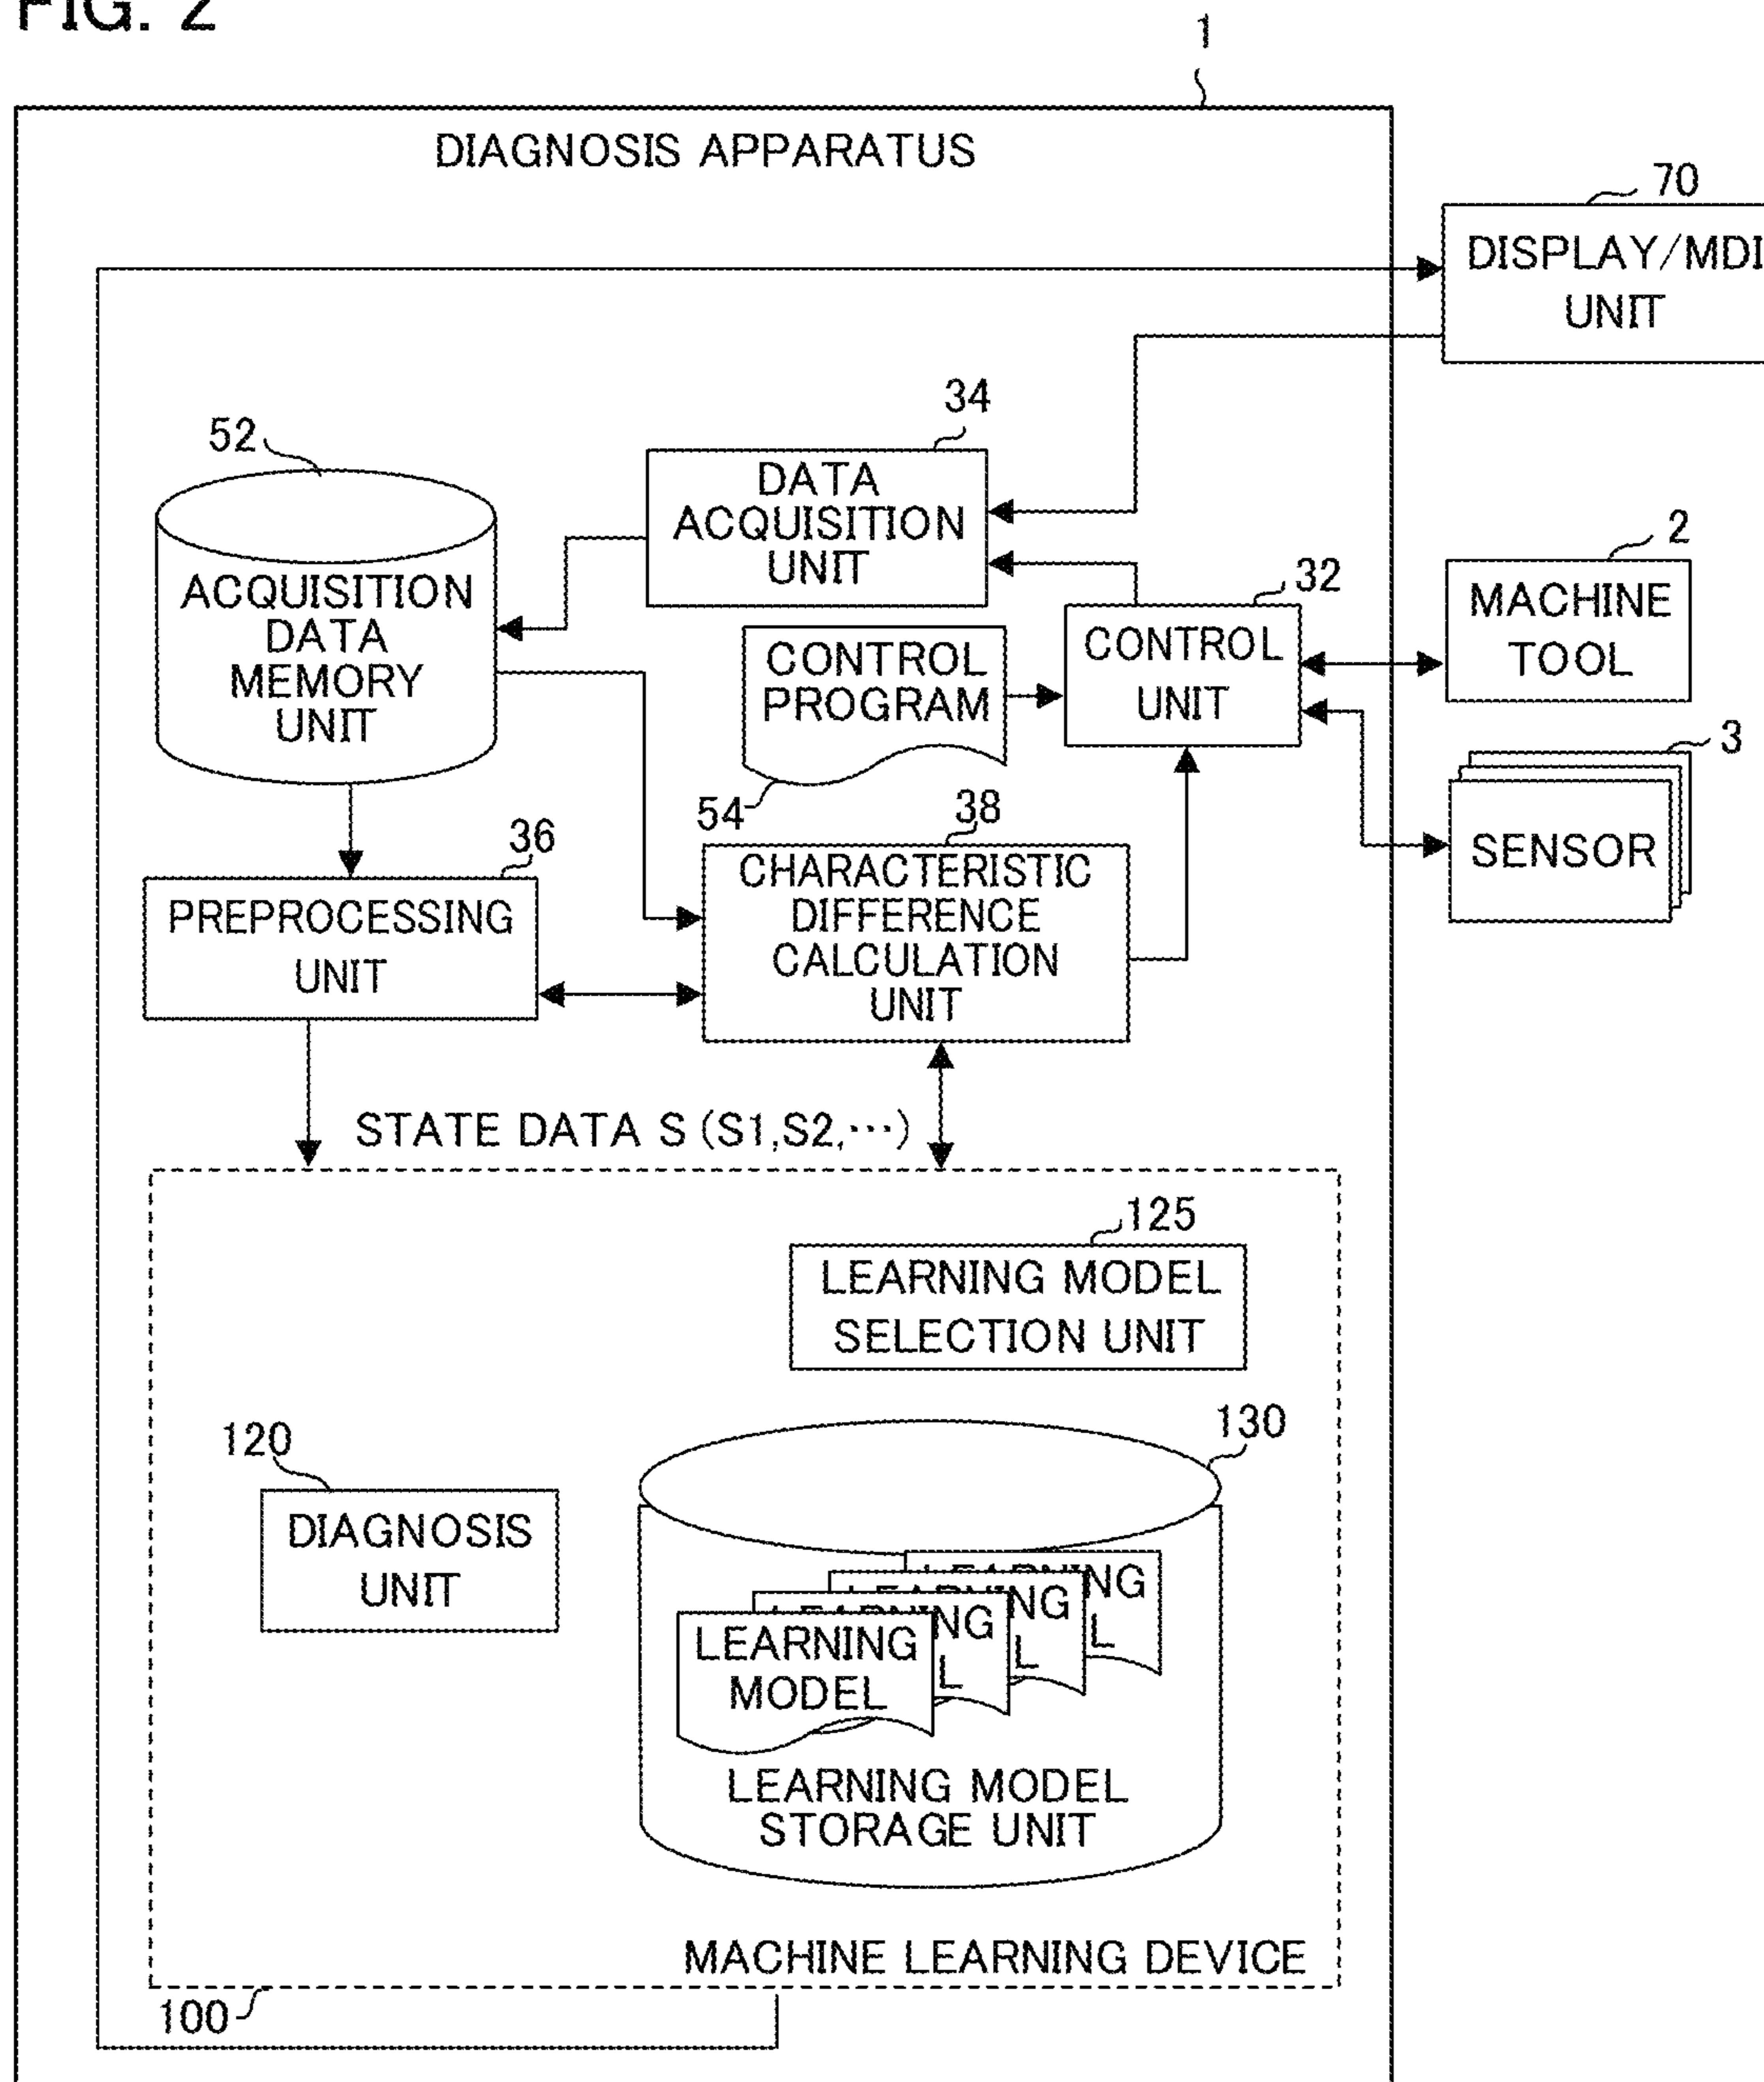 FIG. 2
1
DIAGNOSIS APPARATUS
70
DISPLAY/MDI
UNIT
34
DATA
ACQUISITION
UNIT
52
ACQUISITION
DATA
MEMORY
UNIT
2
MACHINE
TOOL
32
CONTROL
UNIT
CONTROL
PROGRAM
54
3
SENSOR
36
PREPROCESSING
UNIT
38
CHARACTERISTIC
DIFFERENCE
CALCULATION
UNIT
STATE DATA S (S1,S2,···)
125
LEARNING MODEL
SELECTION UNIT
120
DIAGNOSIS
UNIT
130
LEARNING
L
LEARNING
L
LEARNING
L
LEARNING
MODEL
LEARNING MODEL
STORAGE UNIT
MACHINE LEARNING DEVICE
100